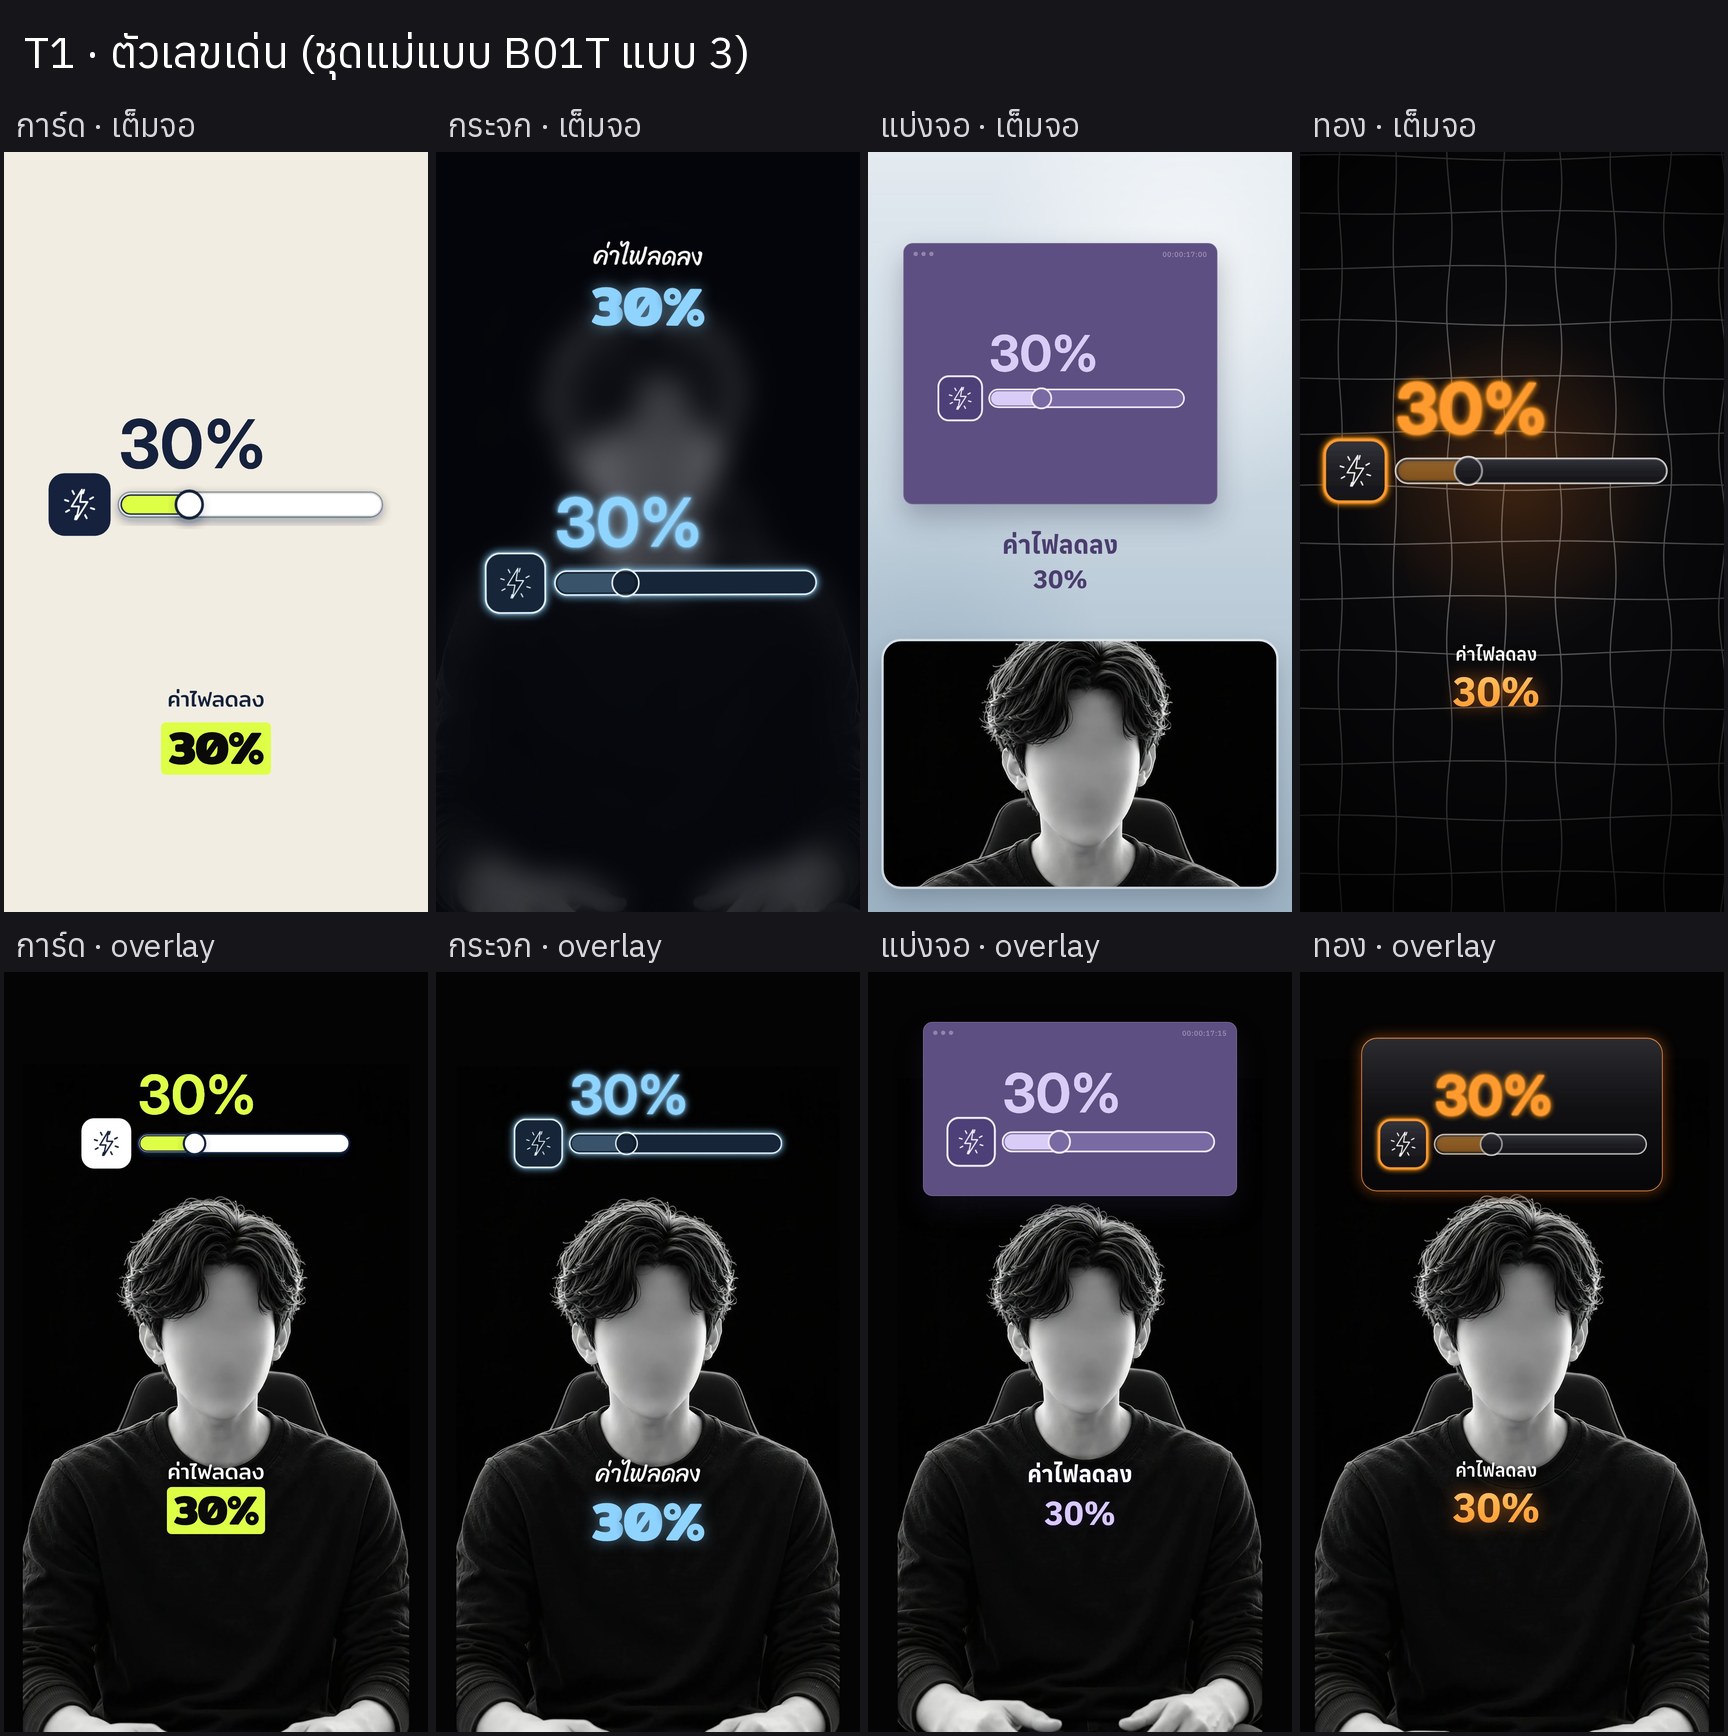 T1 · ตัวเลขเด่น (ชุดแม่แบบ B01T แบบ 3)
การ์ด · เต็มจอ
30%
ค่าไฟลดลง
30%
กระจก · เต็มจอ
ค่าไฟลดลง
30%
30%
แบ่งจอ · เต็มจอ
00:00:17:00
30%
ค่าไฟลดลง
30%
ทอง · เต็มจอ
30%
ค่าไฟลดลง
30%
การ์ด · overlay
30%
ค่าไฟลดลง
30%
กระจก · overlay
30%
ค่าไฟลดลง
30%
แบ่งจอ · overlay
00:00:17:15
30%
ค่าไฟลดลง
30%
ทอง · overlay
30%
ค่าไฟลดลง
30%